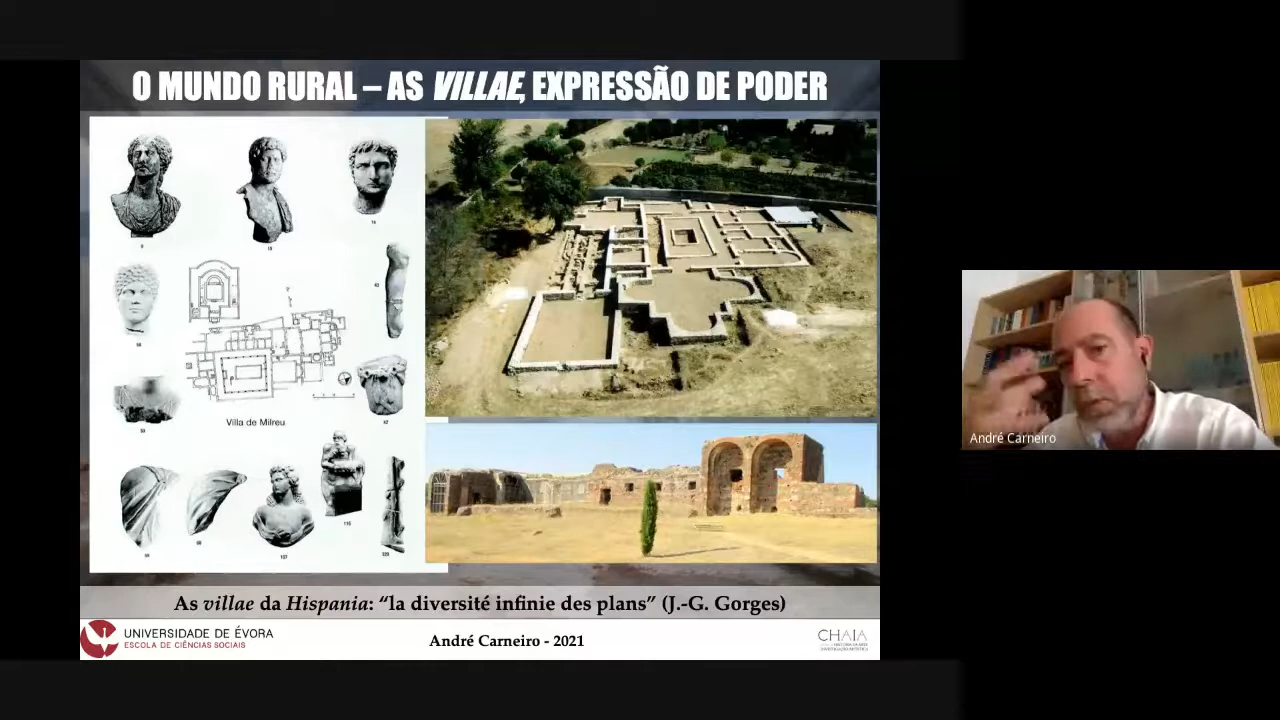 O MUNDO RURAL – AS VILLAE, EXPRESSÃO DE PODER
Villa de Milreu
As villae da Hispania: “la diversité infinie des plans” (J.-G. Gorges)
UNIVERSIDADE DE ÉVORA
ESCOLA DE CIÊNCIAS SOCIAIS
André Carneiro - 2021
CHAIA
André Carneiro